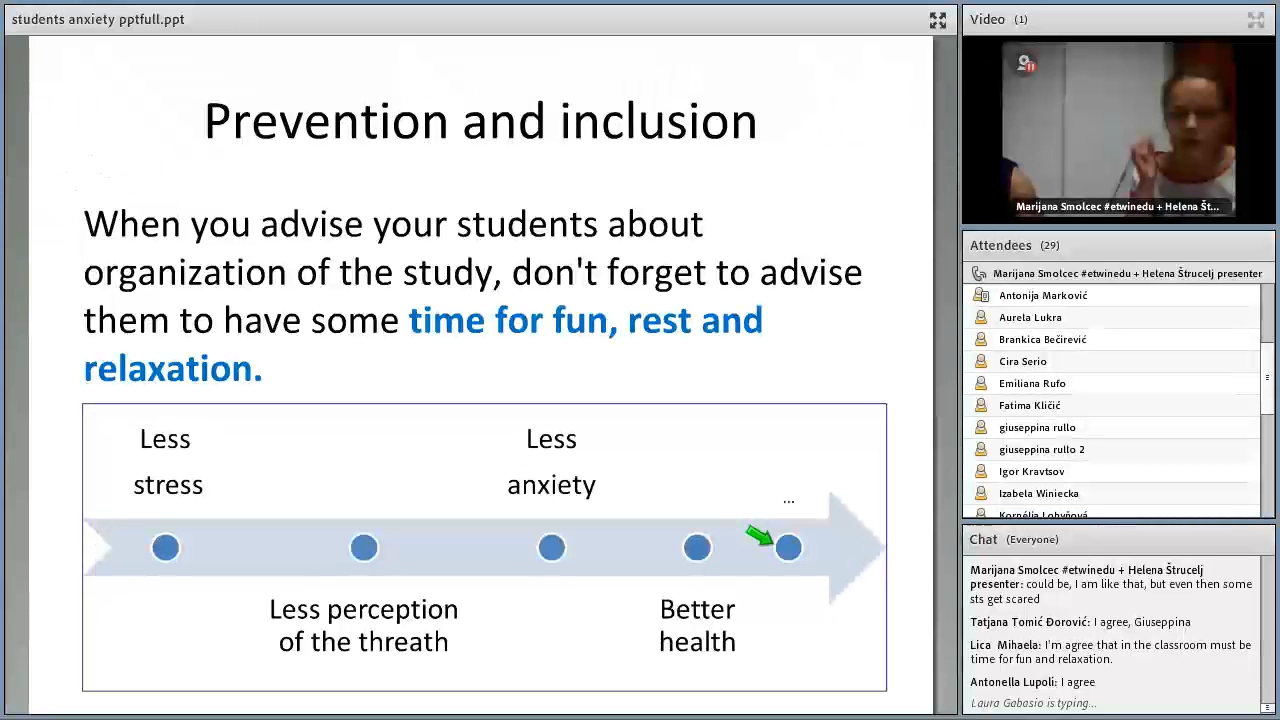 students anxiety pptfull.ppt
Prevention and inclusion
When you advise your students about
organization of the study, don't forget to advise
them to have some time for fun, rest and
relaxation.
Less
stress
Less
anxiety
...
Less perception
of the threath
Better
health
Video (1)
Marijana Smolcec #etwinedu + Helena Št...
Attendees (29)
Marijana Smolcec #etwinedu + Helena Štrucelj presenter
Antonija Marković
Aurela Lukra
Brankica Bečirević
Cira Serio
Emiliana Rufo
Fatima Kličić
giuseppina rullo
giuseppina rullo 2
Igor Kravtsov
Izabela Winiecka
Kornélia Lohyňová
Chat (Everyone)
Marijana Smolcec #etwinedu + Helena Štrucelj
presenter: could be, I am like that, but even then some
sts get scared
Tatjana Tomić Đorović: I agree, Giuseppina
Lica Mihaela: I'm agree that in the classroom must be
time for fun and relaxation.
Antonella Lupoli: I agree
Laura Gabasio is typing...